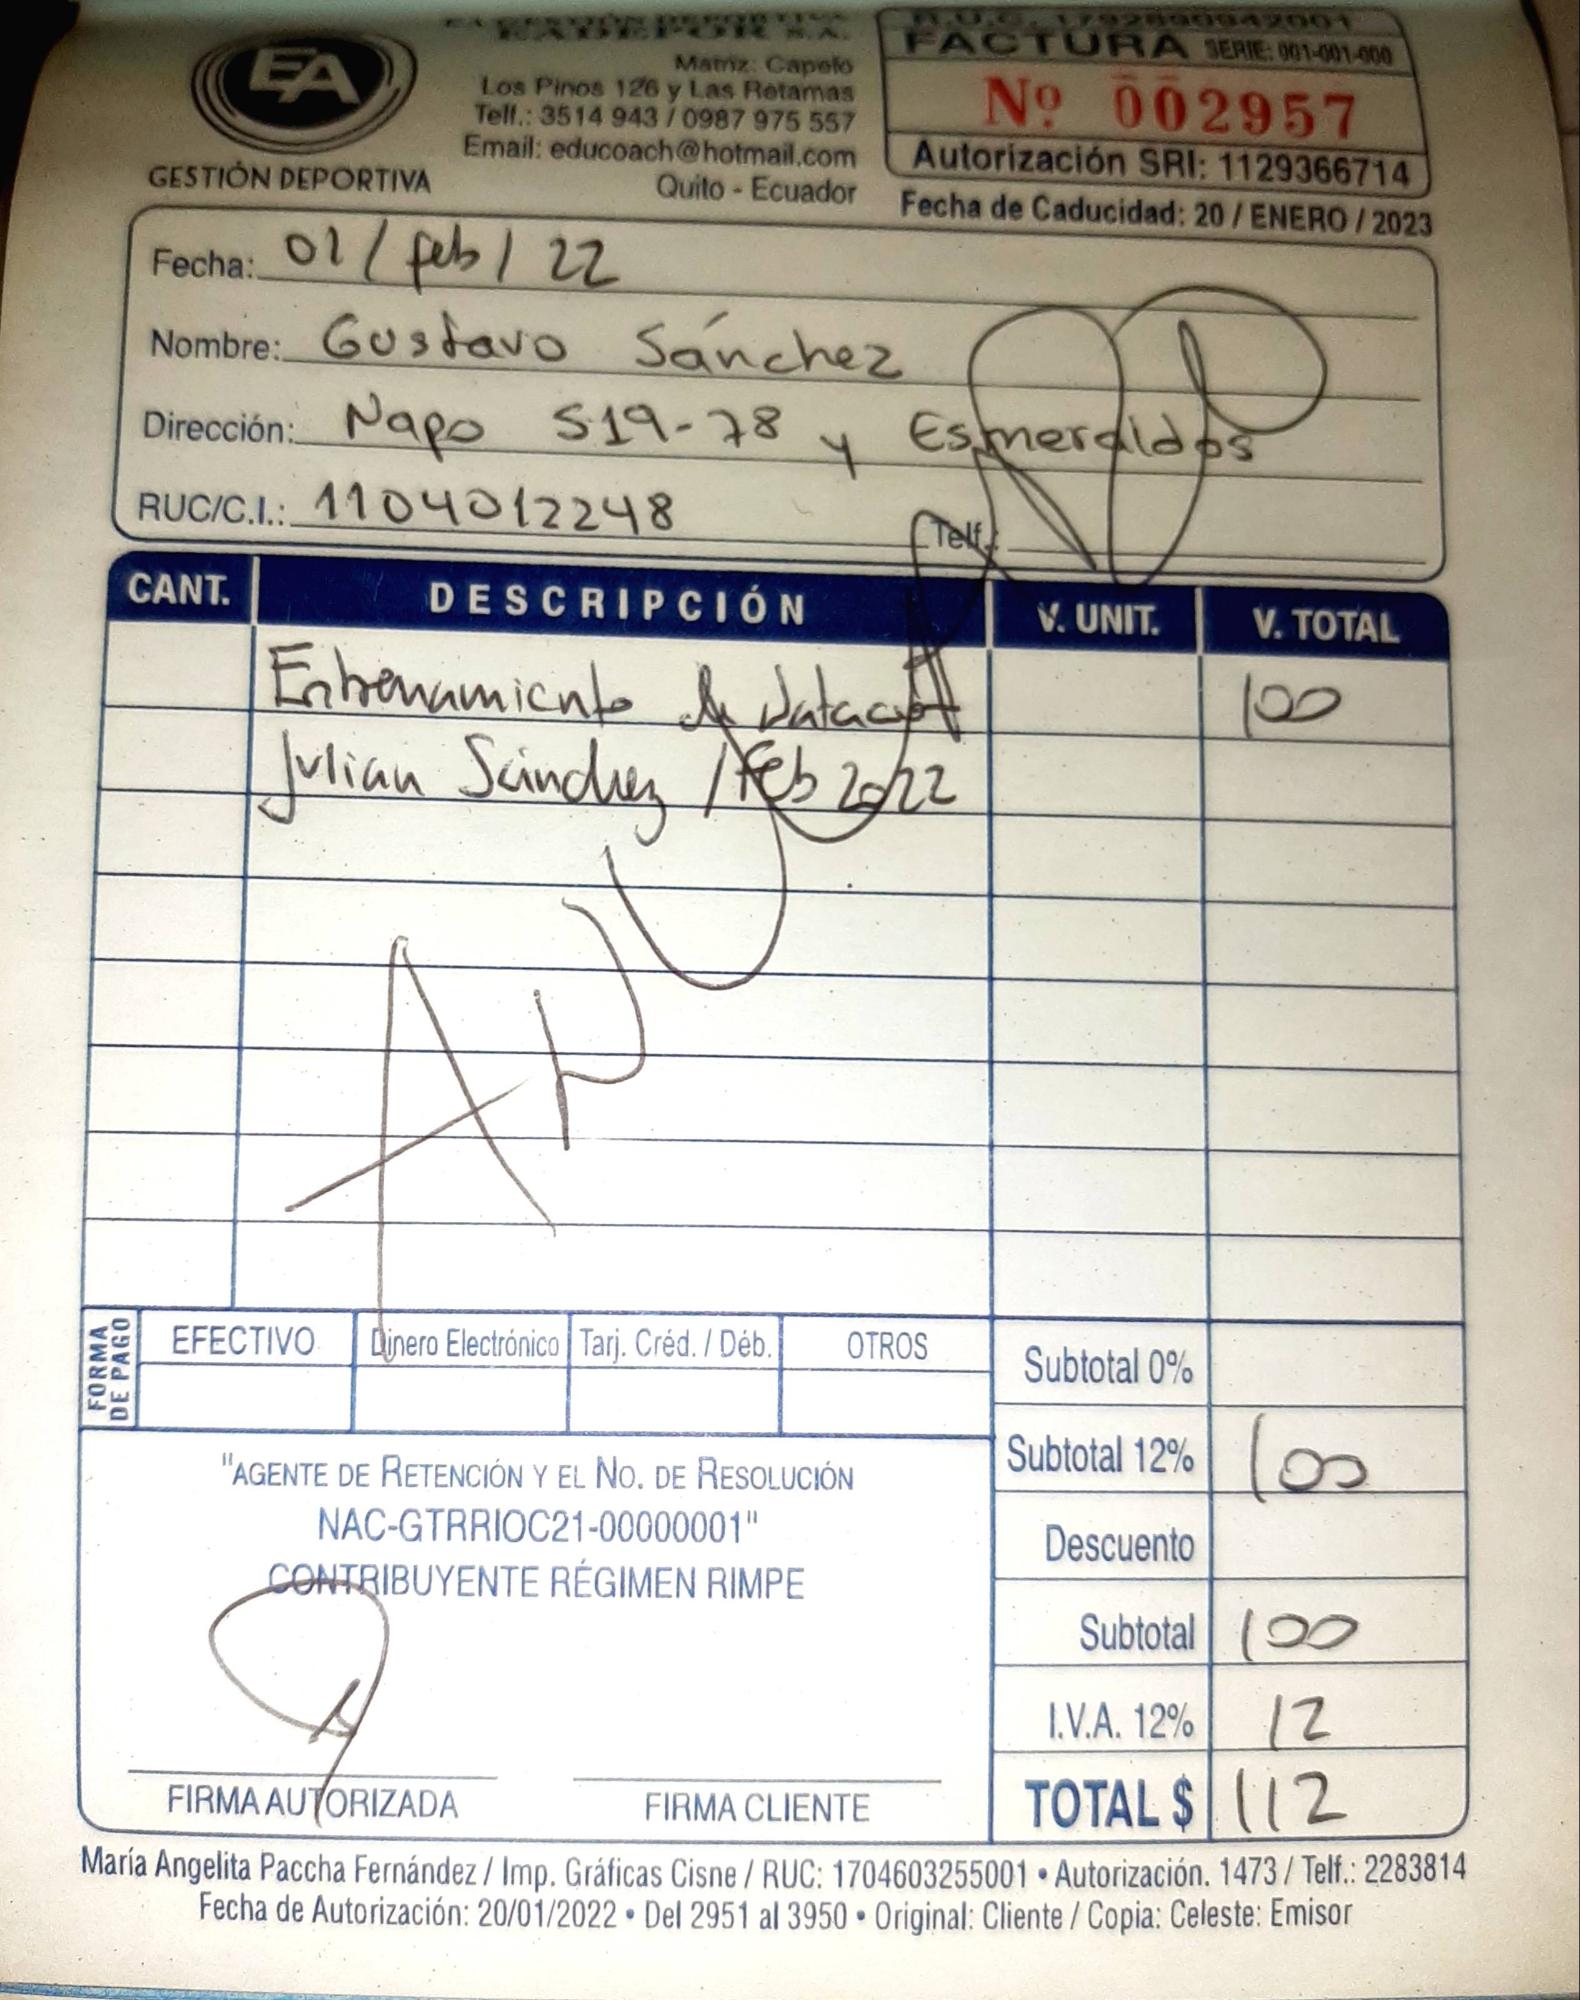 EA
GESTIÓN DEPORTIVA
EA GESTIÓN DEPORTIVA
EADEPOR S.A.
Matriz: Capelo
Los Pinos 126 y Las Retamas
Telf.: 3514 943 / 0987 975 557
Email: educoach@hotmail.com
Quito - Ecuador
R.U.C. 1792890942001
FACTURA SERIE: 001-001-000
Nº 002957
Autorización SRI: 1129366714
Fecha de Caducidad: 20 / ENERO / 2023
Fecha: 01 / feb / 22
Nombre: Gustavo Sánchez
Dirección: Napo S19-78 y Esmeraldas
RUC/C.I.: 1104012248 Telf.:
CANT. DESCRIPCIÓN V. UNIT. V. TOTAL
Entrenamiento de Natación 100
Julian Sánchez / Feb 2022
FORMA DE PAGO
EFECTIVO Dinero Electrónico Tarj. Créd. / Déb. OTROS
Subtotal 0%
Subtotal 12% 100
Descuento
Subtotal 100
I.V.A. 12% 12
TOTAL $ 112
"AGENTE DE RETENCIÓN Y EL NO. DE RESOLUCIÓN
NAC-GTRRIOC21-00000001"
CONTRIBUYENTE RÉGIMEN RIMPE
FIRMA AUTORIZADA FIRMA CLIENTE
María Angelita Paccha Fernández / Imp. Gráficas Cisne / RUC: 1704603255001 • Autorización. 1473 / Telf.: 2283814
Fecha de Autorización: 20/01/2022 • Del 2951 al 3950 • Original: Cliente / Copia: Celeste: Emisor